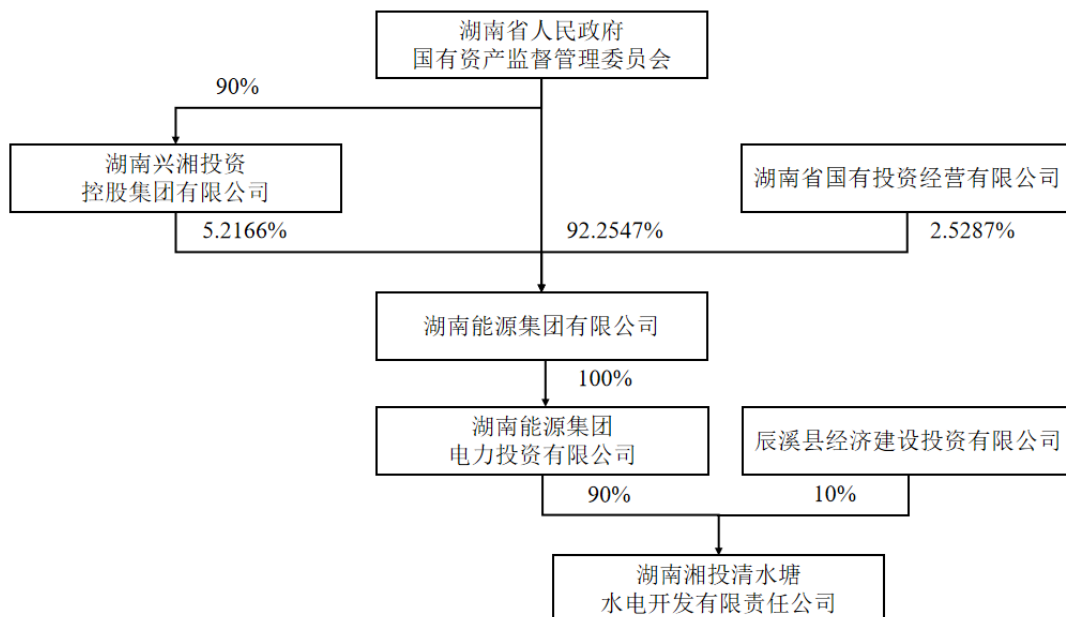 湖南省人民政府
国有资产监督管理委员会
90%
湖南兴湘投资
控股集团有限公司
湖南省国有投资经营有限公司
5.2166%
92.2547%
2.5287%
湖南能源集团有限公司
100%
湖南能源集团
电力投资有限公司
辰溪县经济建设投资有限公司
90%
10%
湖南湘投清水塘
水电开发有限责任公司